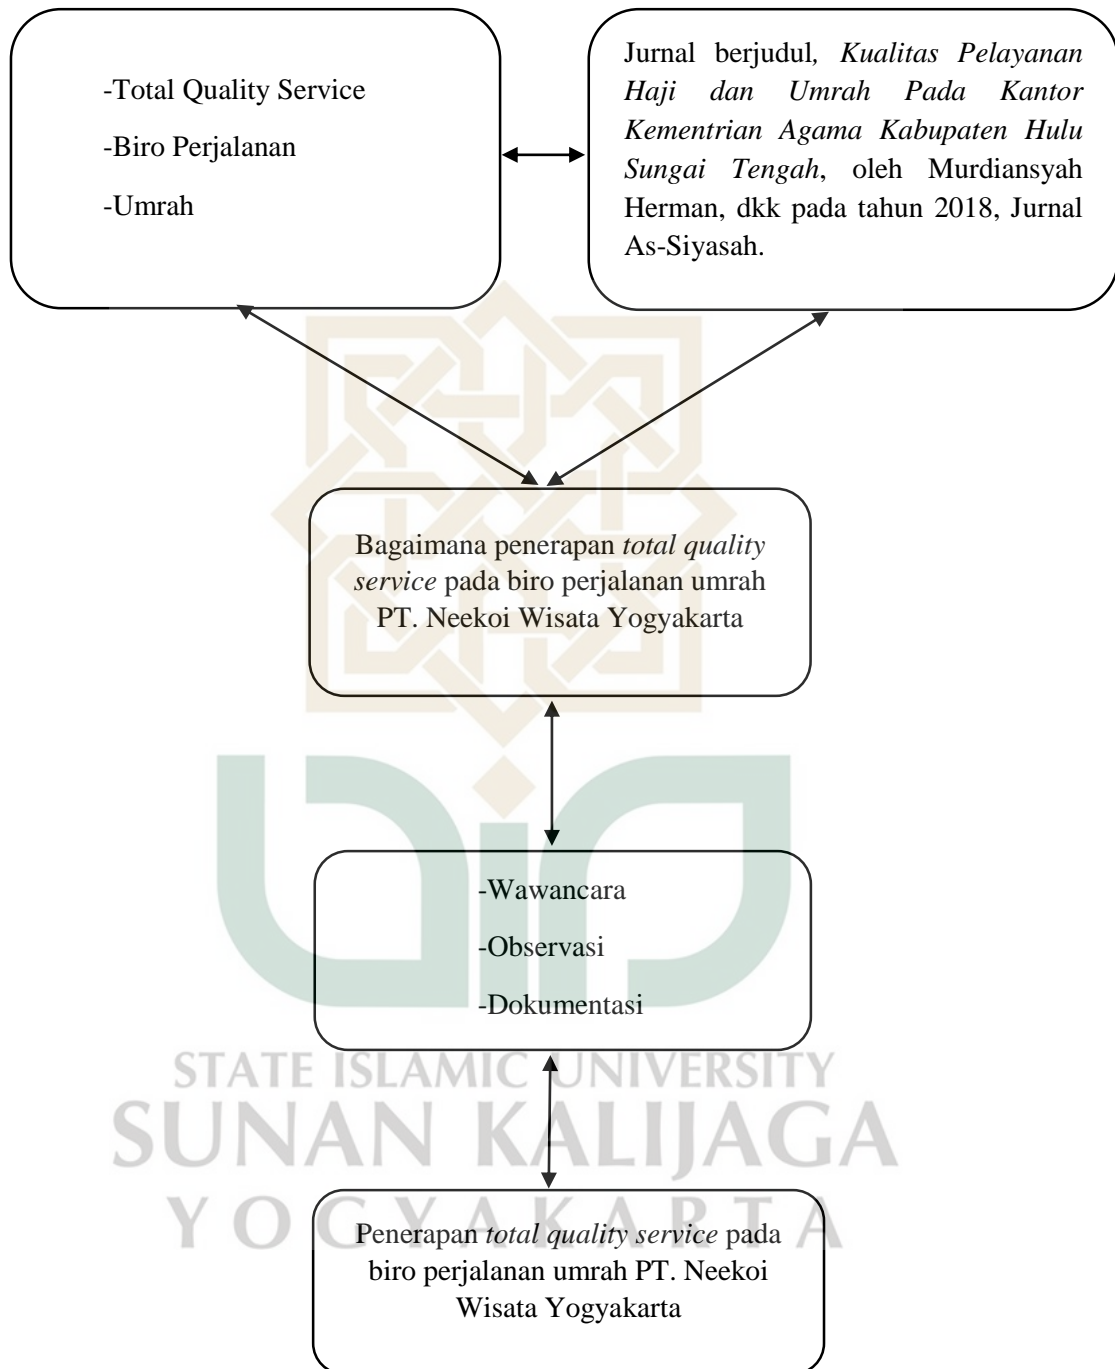 -Total Quality Service
-Biro Perjalanan
-Umrah
Jurnal berjudul, Kualitas Pelayanan
Haji dan Umrah Pada Kantor
Kementrian Agama Kabupaten Hulu
Sungai Tengah, oleh Murdiansyah
Herman, dkk pada tahun 2018, Jurnal
As-Siyasah.
Bagaimana penerapan total quality
service pada biro perjalanan umrah
PT. Neekoi Wisata Yogyakarta
-Wawancara
-Observasi
-Dokumentasi
STATE ISLAMIC UNIVERSITY
SUNAN KALIJAGA
YOGYAKARTA
Penerapan total quality service pada
biro perjalanan umrah PT. Neekoi
Wisata Yogyakarta